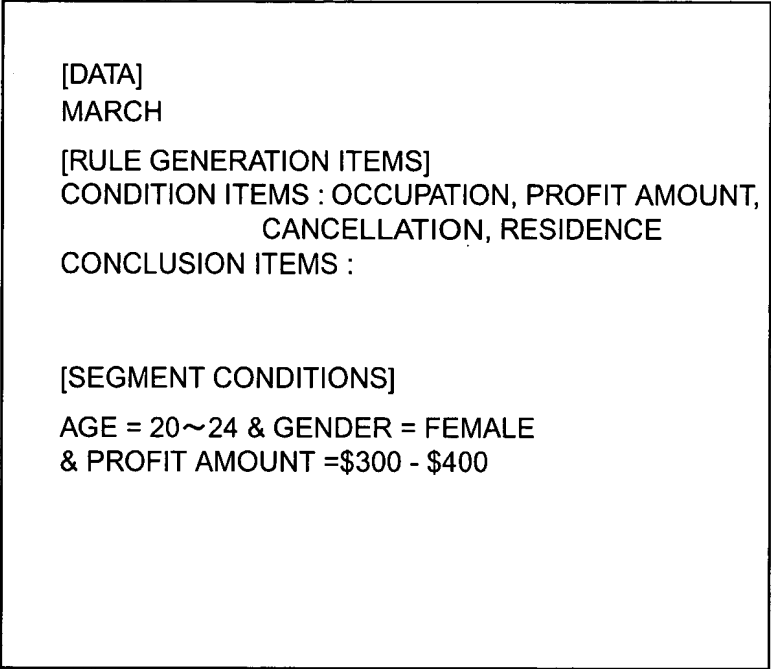 [DATA]
MARCH
[RULE GENERATION ITEMS]
CONDITION ITEMS : OCCUPATION, PROFIT AMOUNT,
CANCELLATION, RESIDENCE
CONCLUSION ITEMS :
[SEGMENT CONDITIONS]
AGE = 20～24 & GENDER = FEMALE
& PROFIT AMOUNT =$300 - $400